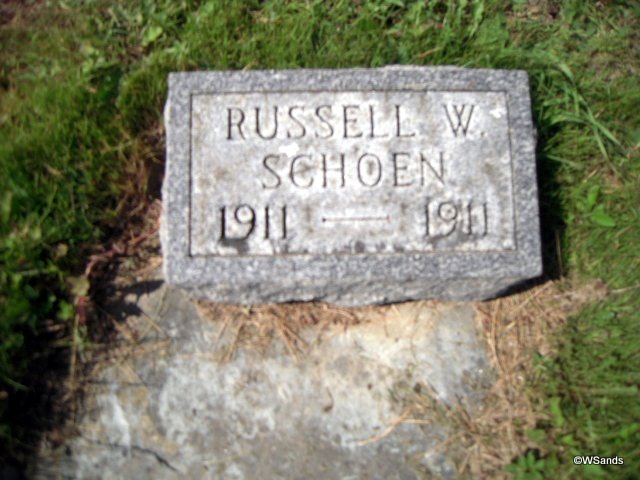 RUSSELL W.
SCHOEN
1911 — 1911
©WSands